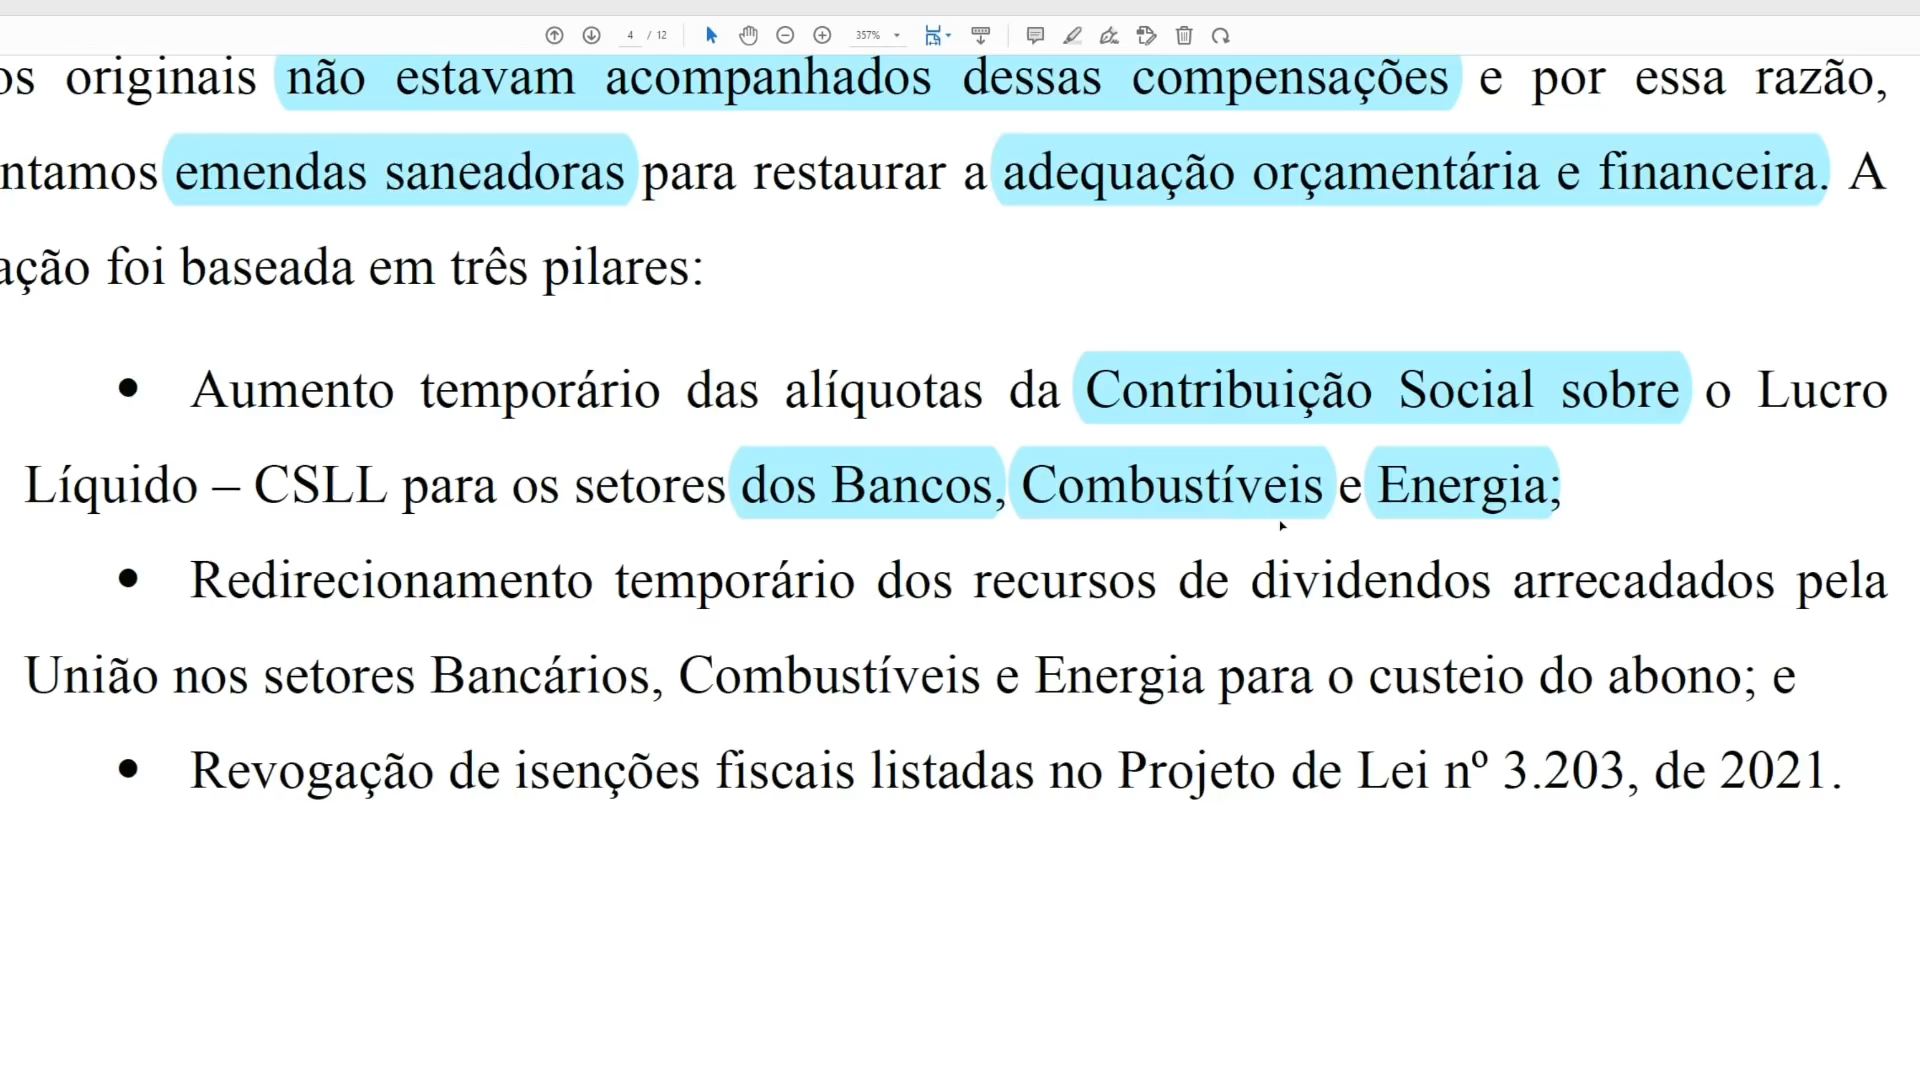 4 / 12
357%
os originais não estavam acompanhados dessas compensações e por essa razão,
ntamos emendas saneadoras para restaurar a adequação orçamentária e financeira. A
ação foi baseada em três pilares:
• Aumento temporário das alíquotas da Contribuição Social sobre o Lucro
Líquido – CSLL para os setores dos Bancos, Combustíveis e Energia;
• Redirecionamento temporário dos recursos de dividendos arrecadados pela
União nos setores Bancários, Combustíveis e Energia para o custeio do abono; e
• Revogação de isenções fiscais listadas no Projeto de Lei nº 3.203, de 2021.